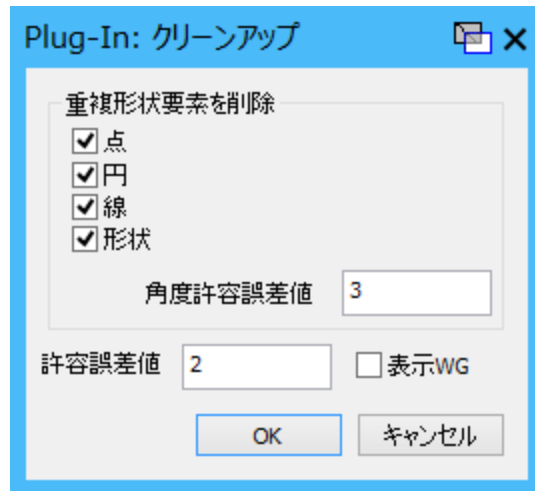 Plug-In: クリーンアップ
重複形状要素を削除
点
円
線
形状
角度許容誤差値 3
許容誤差値 2 表示WG
OK キャンセル